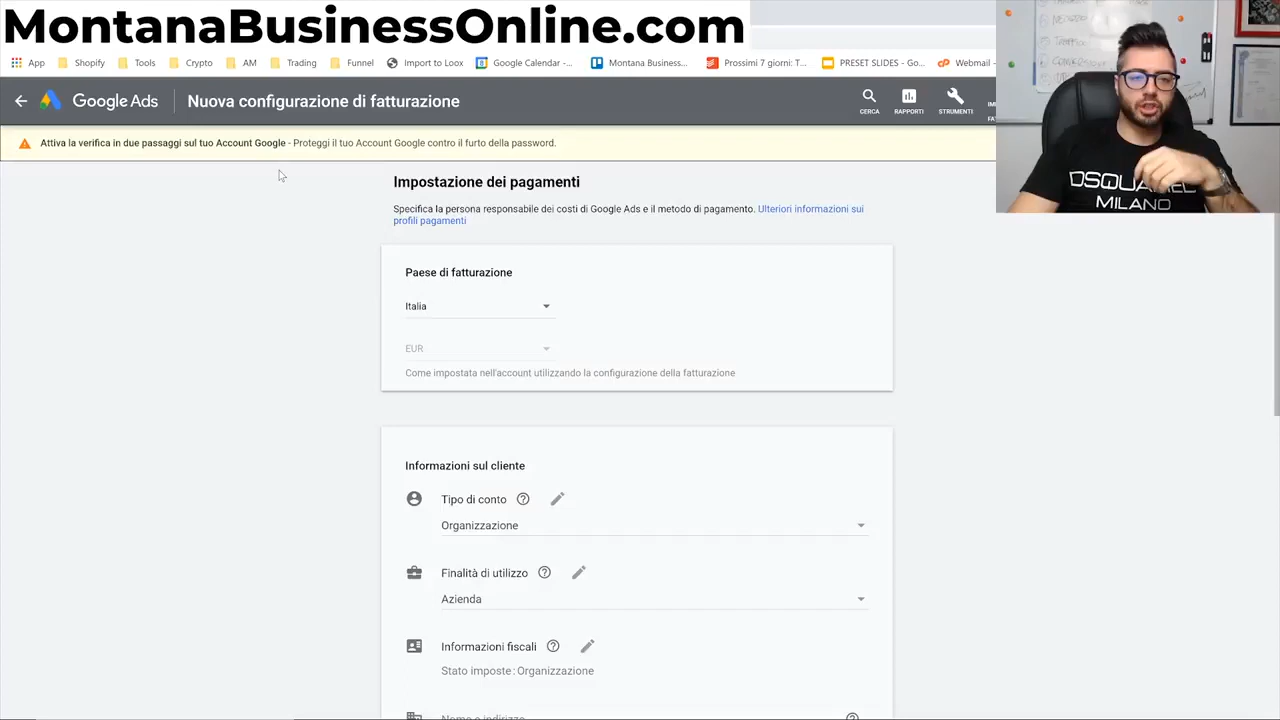 MontanaBusinessOnline.com
App Shopify Tools Crypto AM Trading Funnel Import to Loox Google Calendar -... Montana Business... Prossimi 7 giorni: T... PRESET SLIDES - Go... Webmail -
Google Ads Nuova configurazione di fatturazione CERCA RAPPORTI STRUMENTI
Attiva la verifica in due passaggi sul tuo Account Google - Proteggi il tuo Account Google contro il furto della password.
DSQUARED
MILANO
Impostazione dei pagamenti
Specifica la persona responsabile dei costi di Google Ads e il metodo di pagamento. Ulteriori informazioni sui
profili pagamenti
Paese di fatturazione
Italia
EUR
Come impostata nell'account utilizzando la configurazione della fatturazione
Informazioni sul cliente
Tipo di conto
Organizzazione
Finalità di utilizzo
Azienda
Informazioni fiscali
Stato imposte: Organizzazione
Nome e indirizzo